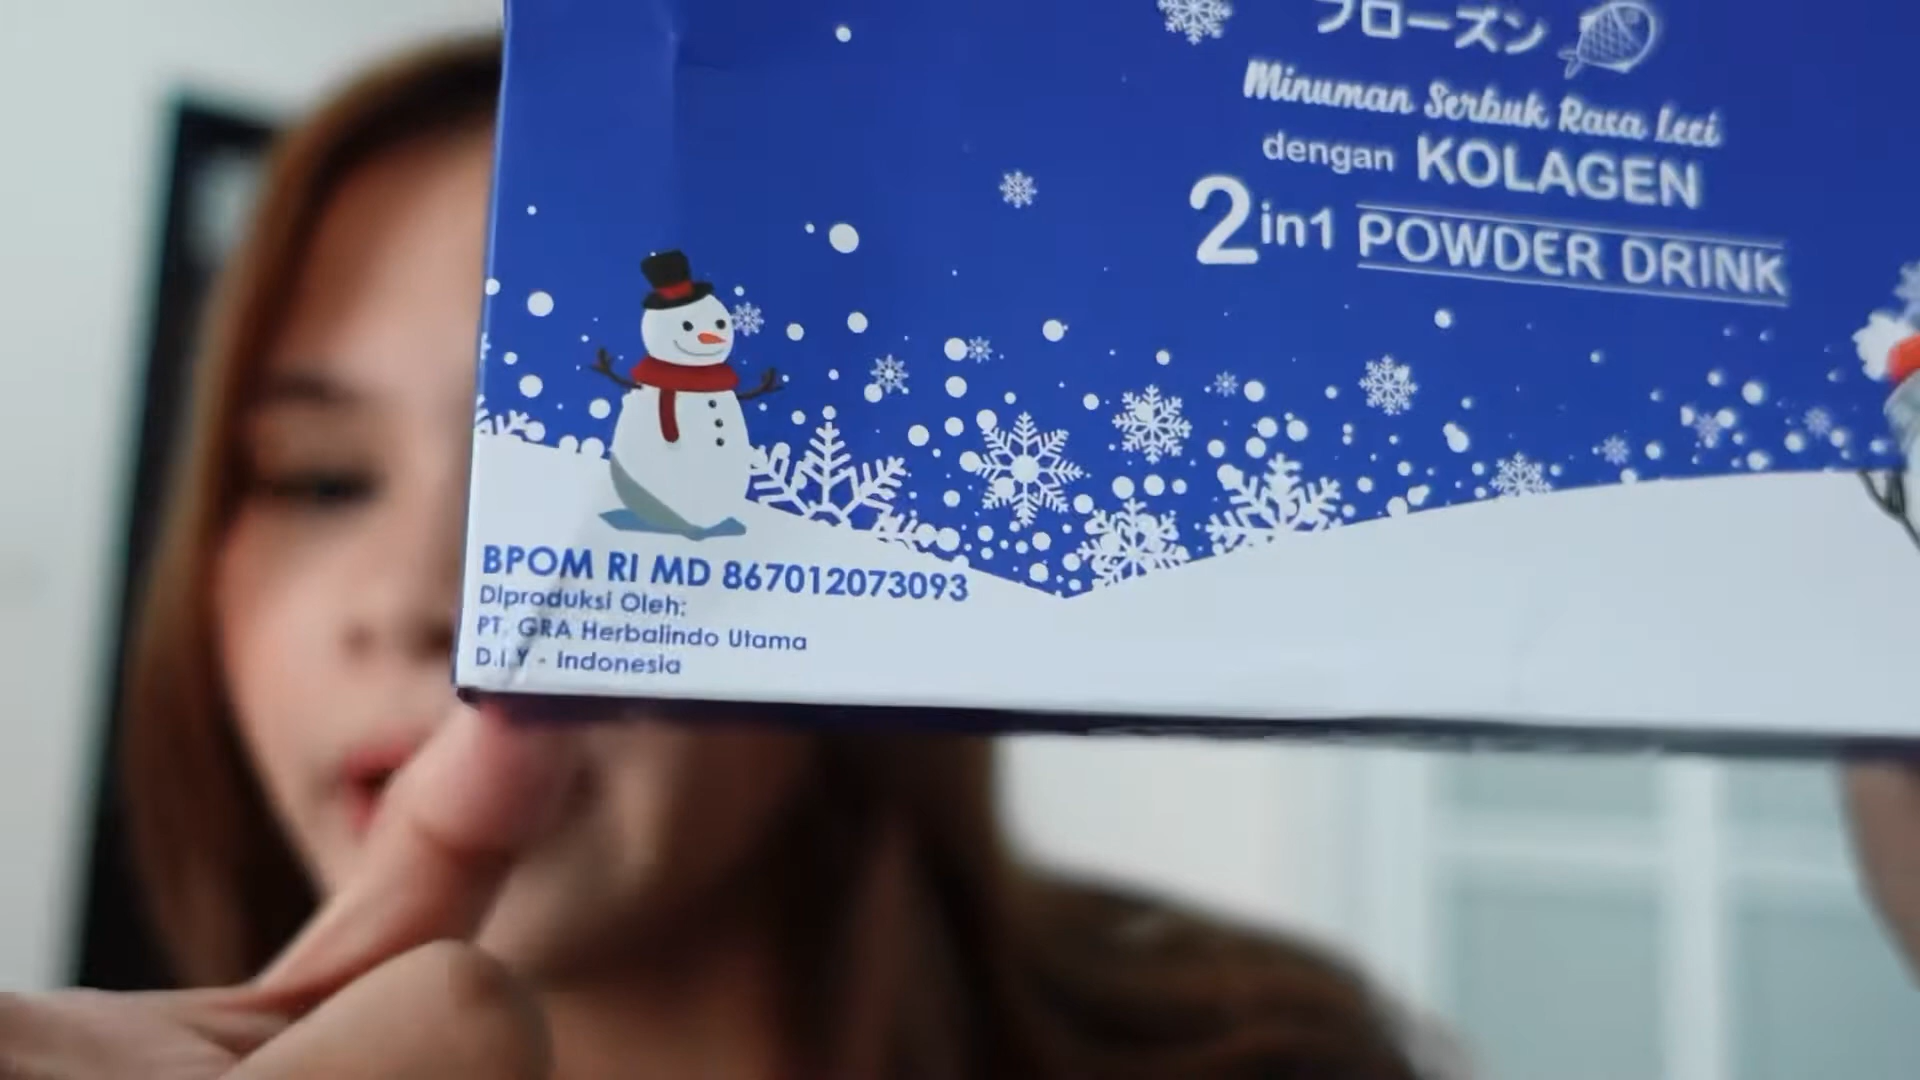 フローズン
Minuman Serbuk Rasa Leci
dengan KOLAGEN
2in1 POWDER DRINK
BPOM RI MD 867012073093
Diproduksi Oleh:
PT. GRA Herbalindo Utama
D.I.Y - Indonesia